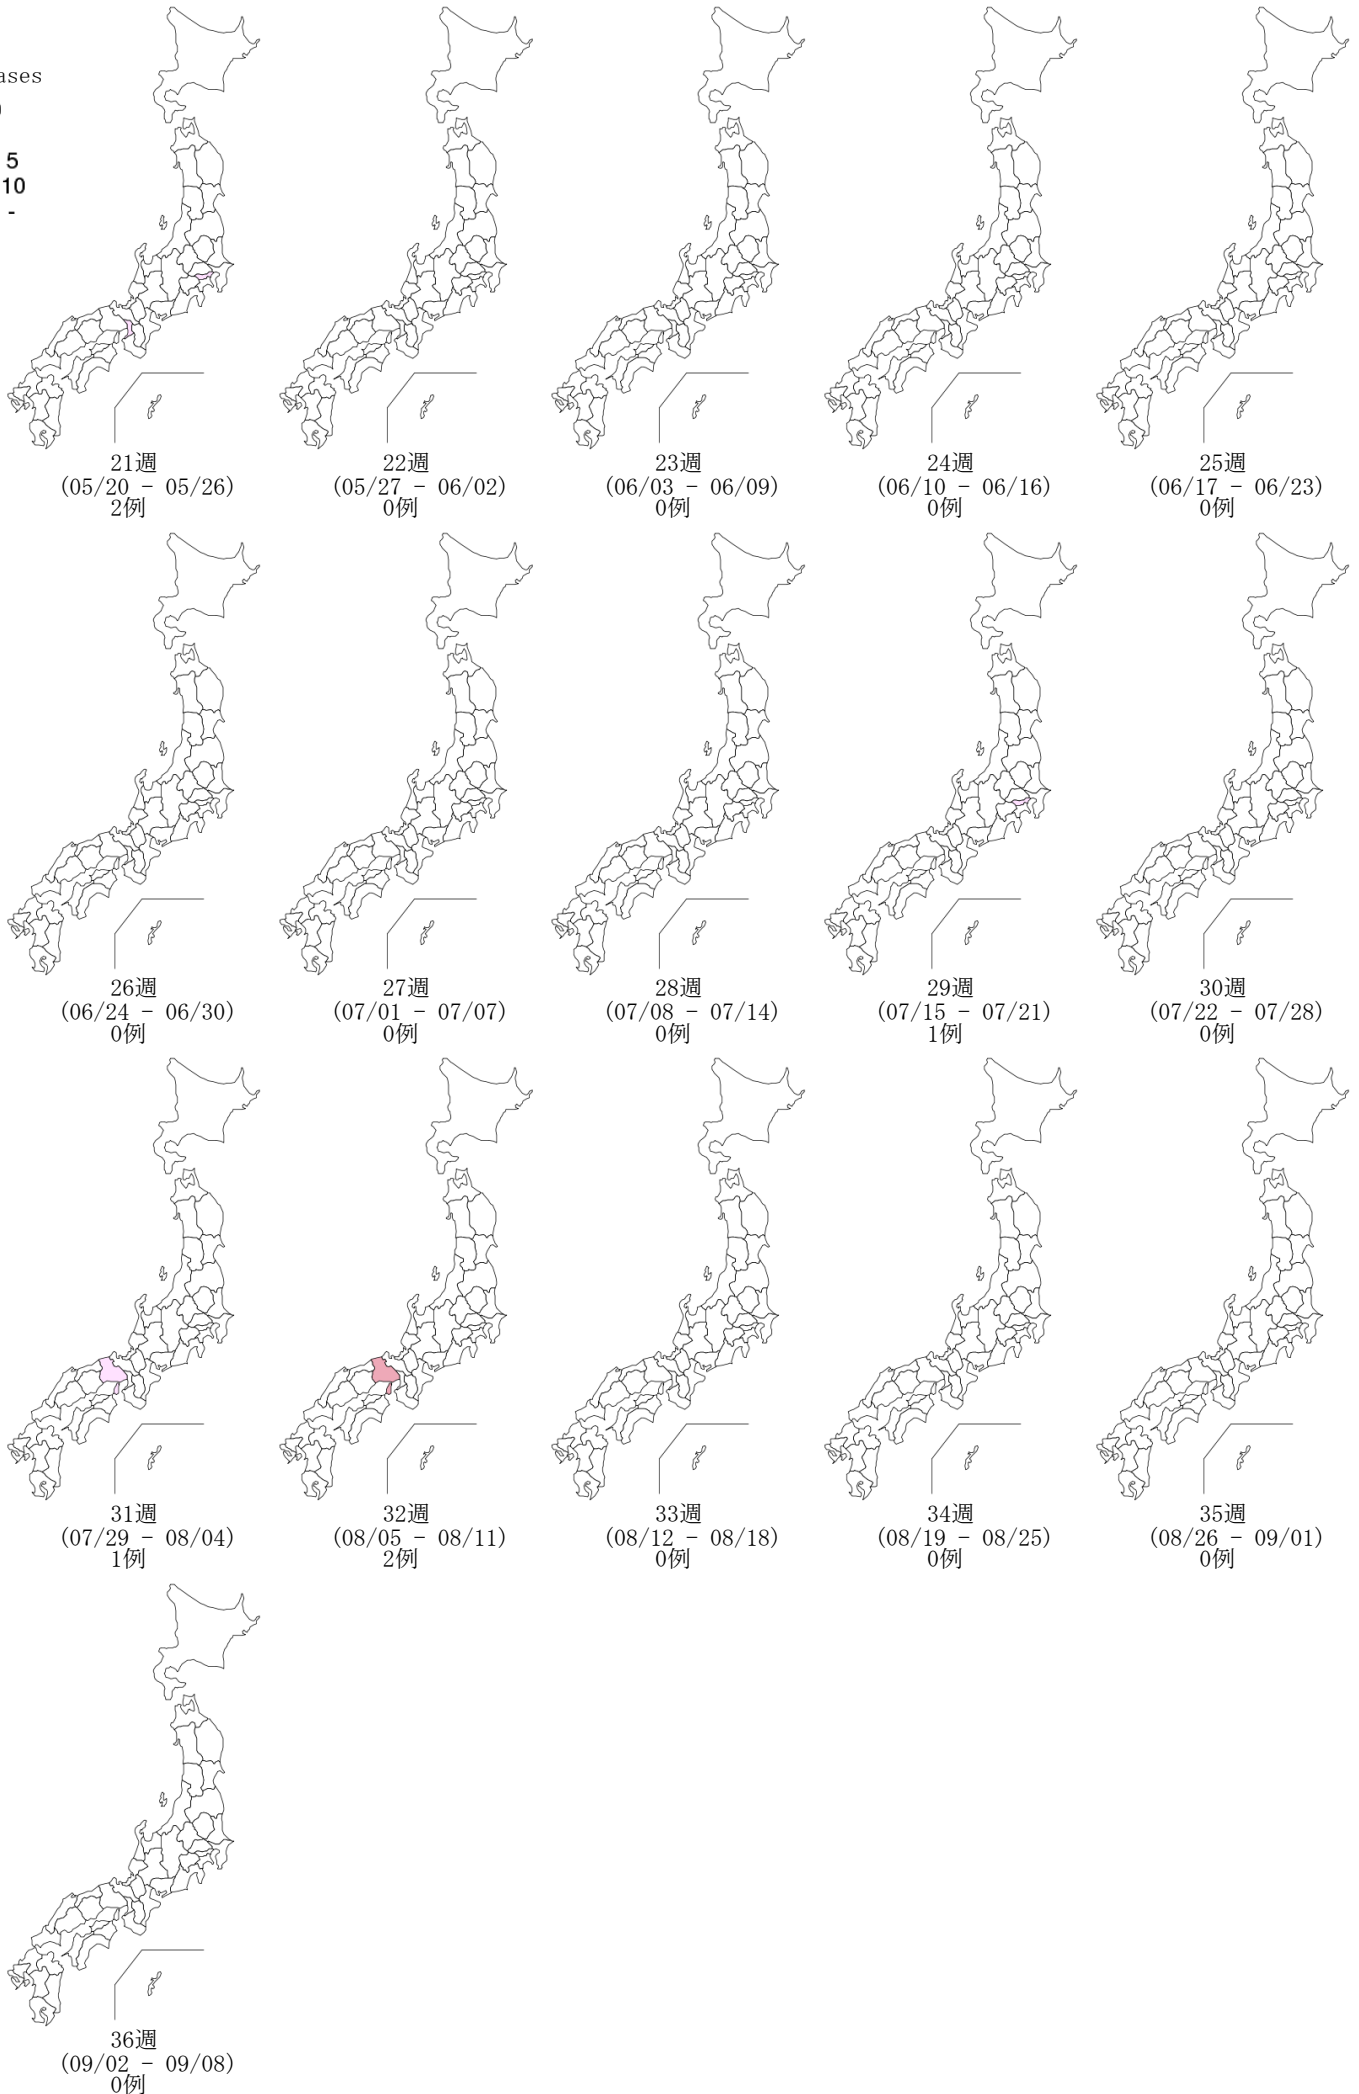 ases
5
10
-
21週
(05/20 - 05/26)
2例
22週
(05/27 - 06/02)
0例
23週
(06/03 - 06/09)
0例
24週
(06/10 - 06/16)
0例
25週
(06/17 - 06/23)
0例
26週
(06/24 - 06/30)
0例
27週
(07/01 - 07/07)
0例
28週
(07/08 - 07/14)
0例
29週
(07/15 - 07/21)
1例
30週
(07/22 - 07/28)
0例
31週
(07/29 - 08/04)
1例
32週
(08/05 - 08/11)
2例
33週
(08/12 - 08/18)
0例
34週
(08/19 - 08/25)
0例
35週
(08/26 - 09/01)
0例
36週
(09/02 - 09/08)
0例